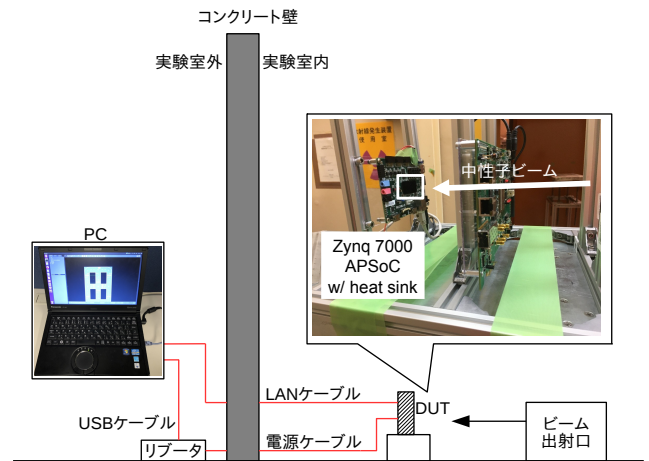 コンクリート壁
実験室外
実験室内
中性子ビーム
Zynq 7000
APSoC
w/ heat sink
PC
LANケーブル
DUT
USBケーブル
リブータ
電源ケーブル
ビーム
出射口